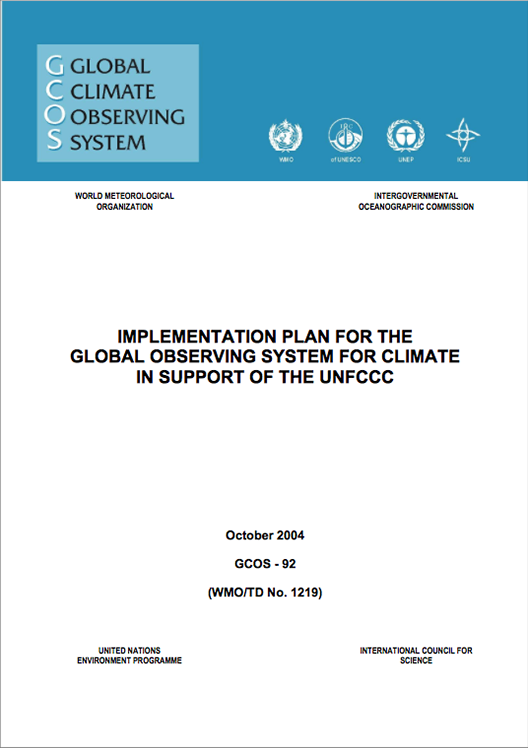 GLOBAL
CLIMATE
OBSERVING
SYSTEM
GCOS
WMO
IOC
of UNESCO
UNEP
ICSU
WORLD METEOROLOGICAL
ORGANIZATION
INTERGOVERNMENTAL
OCEANOGRAPHIC COMMISSION
IMPLEMENTATION PLAN FOR THE
GLOBAL OBSERVING SYSTEM FOR CLIMATE
IN SUPPORT OF THE UNFCCC
October 2004
GCOS - 92
(WMO/TD No. 1219)
UNITED NATIONS
ENVIRONMENT PROGRAMME
INTERNATIONAL COUNCIL FOR
SCIENCE